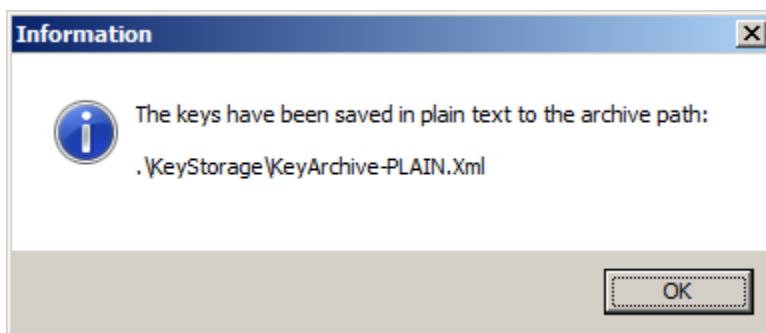 Information
The keys have been saved in plain text to the archive path:
.\KeyStorage\KeyArchive-PLAIN.Xml
OK